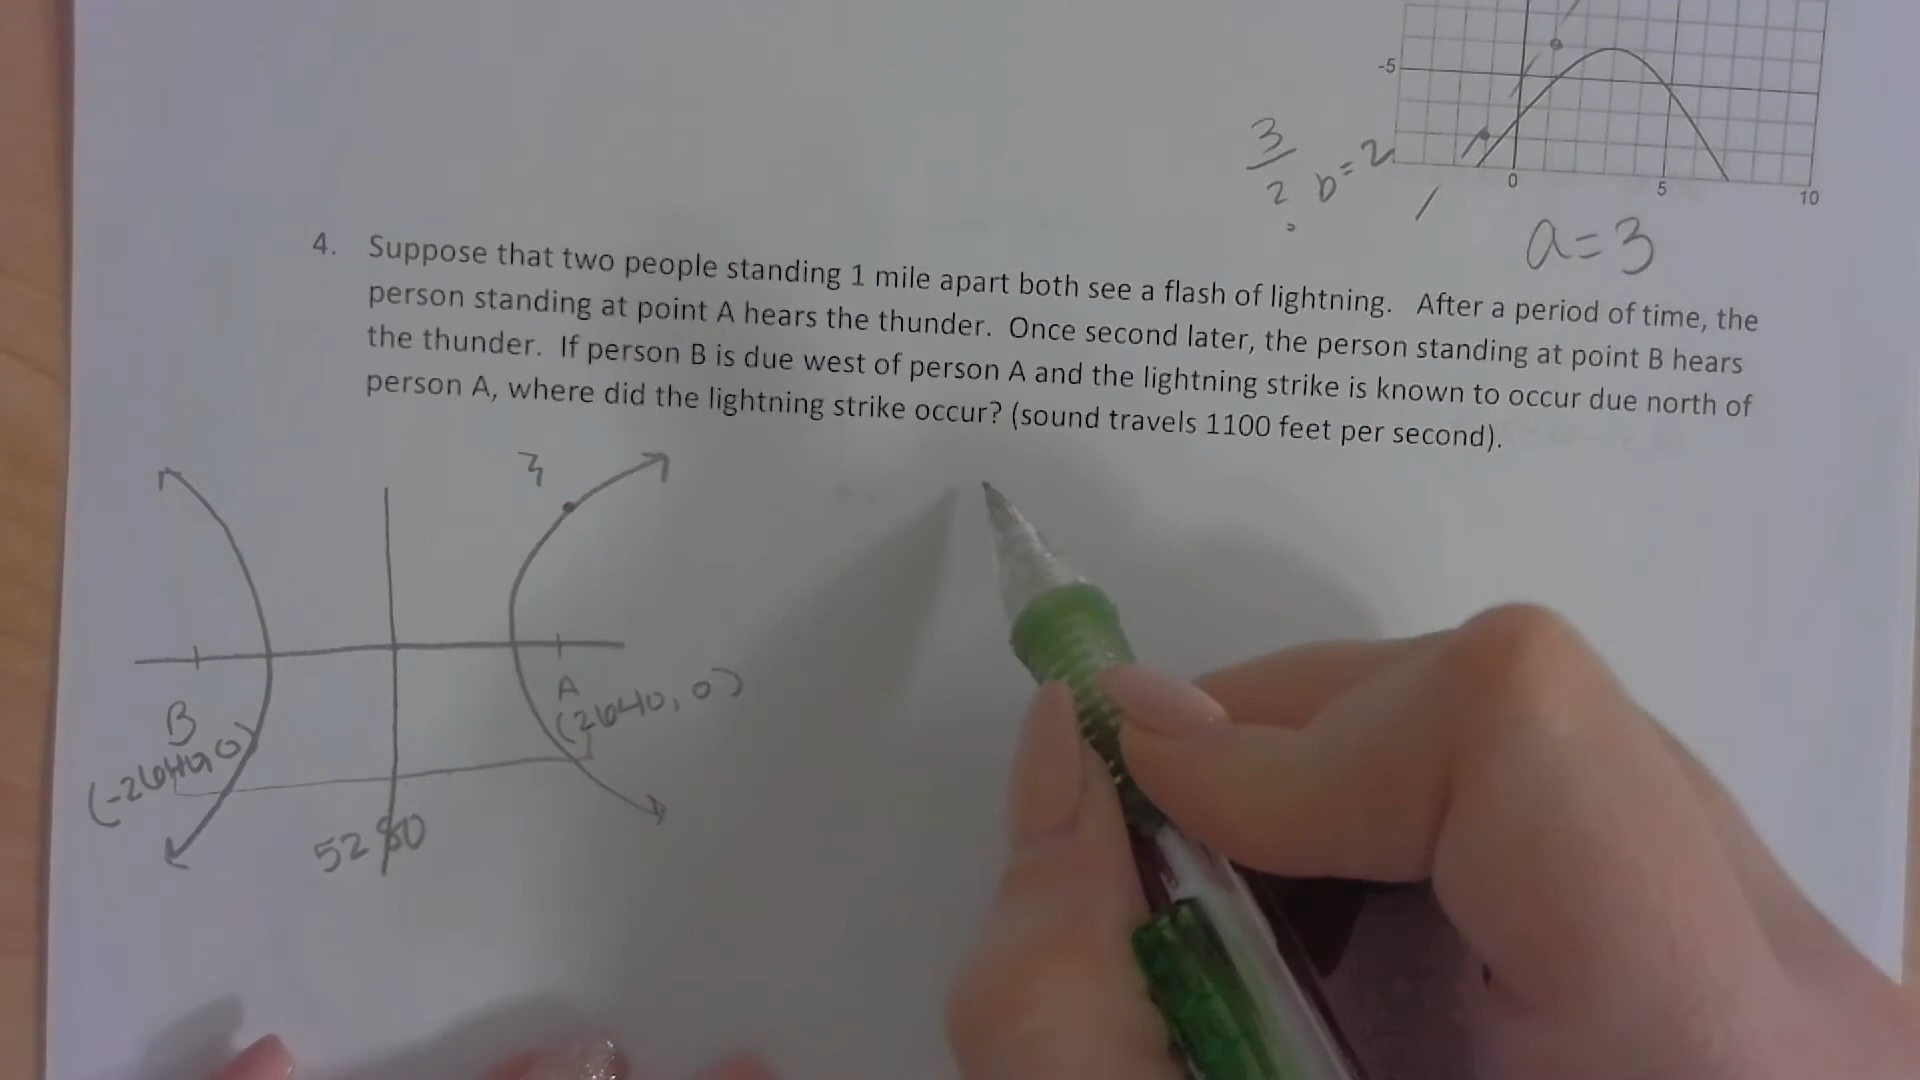 -5
3
2
b=2
0
5
10
a=3
4. Suppose that two people standing 1 mile apart both see a flash of lightning. After a period of time, the
person standing at point A hears the thunder. Once second later, the person standing at point B hears
the thunder. If person B is due west of person A and the lightning strike is known to occur due north of
person A, where did the lightning strike occur? (sound travels 1100 feet per second).
A
(2640, 0)
B
(-2640,0)
5280